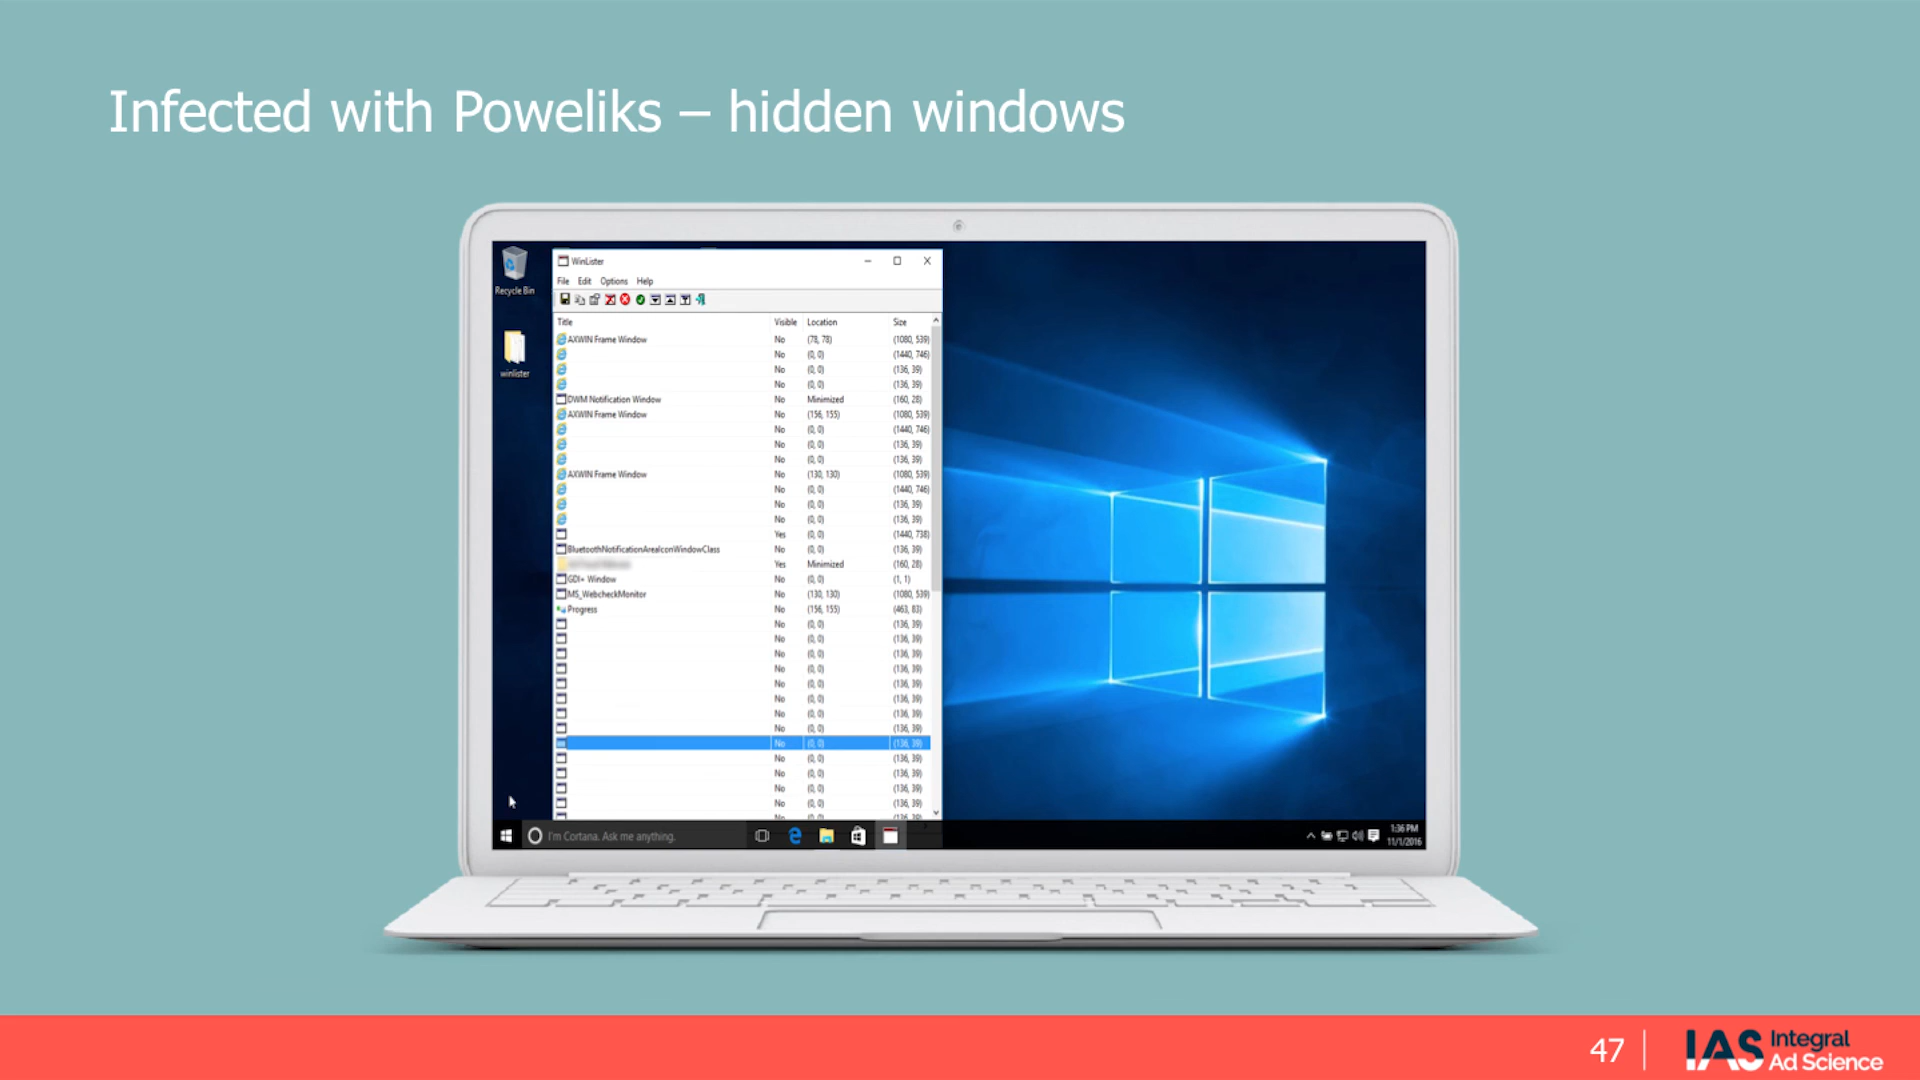 Infected with Poweliks – hidden windows
Recycle Bin
winlister
WinLister
File Edit Options Help
Title Visible Location Size
AXWIN Frame Window No (78, 78) (1080, 539)
No (0, 0) (1440, 746)
No (0, 0) (136, 39)
No (0, 0) (136, 39)
DWM Notification Window No Minimized (160, 28)
AXWIN Frame Window No (156, 155) (1080, 539)
No (0, 0) (1440, 746)
No (0, 0) (136, 39)
No (0, 0) (136, 39)
AXWIN Frame Window No (130, 130) (1080, 539)
No (0, 0) (1440, 746)
No (0, 0) (136, 39)
No (0, 0) (136, 39)
Yes (0, 0) (1440, 738)
BluetoothNotificationAreaIconWindowClass No (0, 0) (136, 39)
Yes Minimized (160, 28)
GDI+ Window No (0, 0) (1, 1)
MS_WebcheckMonitor No (130, 130) (1080, 539)
Progress No (156, 155) (463, 83)
No (0, 0) (136, 39)
No (0, 0) (136, 39)
No (0, 0) (136, 39)
No (0, 0) (136, 39)
No (0, 0) (136, 39)
No (0, 0) (136, 39)
No (0, 0) (136, 39)
No (0, 0) (136, 39)
No (0, 0) (136, 39)
No (0, 0) (136, 39)
No (0, 0) (136, 39)
No (0, 0) (136, 39)
No (0, 0) (136, 39)
No (0, 0) (136, 39)
I'm Cortana. Ask me anything.
1:36 PM
11/1/2016
47
IAS Integral
Ad Science